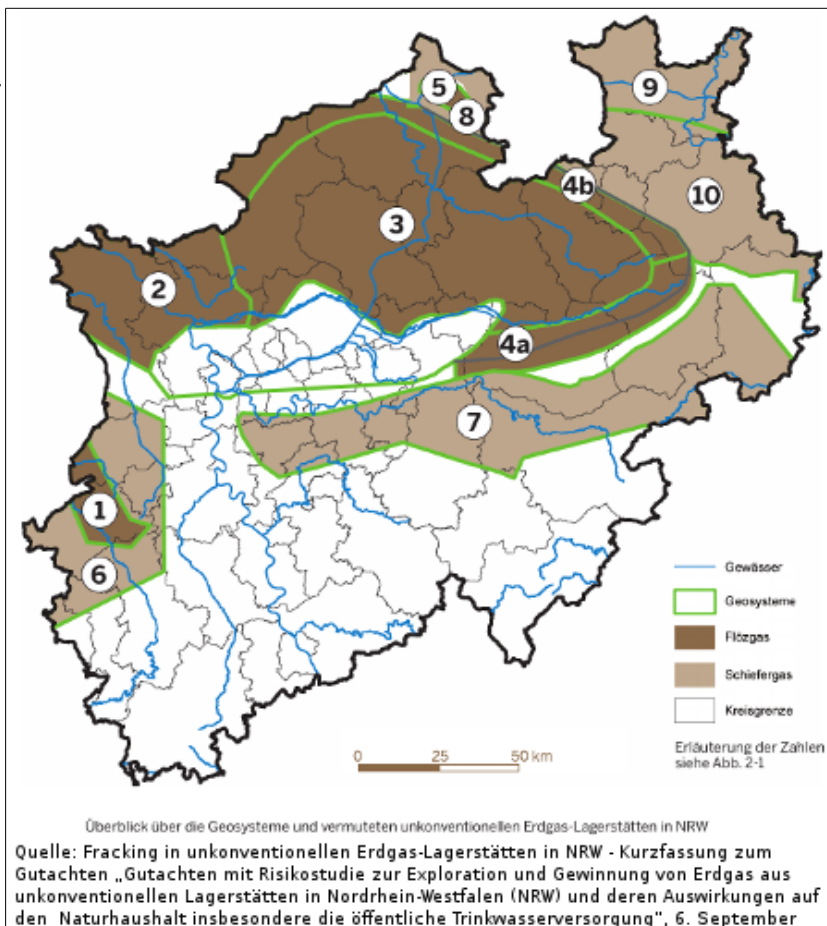 5
9
8
4b
10
3
2
4a
7
1
6
Gewässer
Geosysteme
Flözgas
Schiefergas
Kreisgrenze
Erläuterung der Zahlen
siehe Abb. 2-1
0 25 50 km
Überblick über die Geosysteme und vermuteten unkonventionellen Erdgas-Lagerstätten in NRW
Quelle: Fracking in unkonventionellen Erdgas-Lagerstätten in NRW - Kurzfassung zum
Gutachten „Gutachten mit Risikostudie zur Exploration und Gewinnung von Erdgas aus
unkonventionellen Lagerstätten in Nordrhein-Westfalen (NRW) und deren Auswirkungen auf
den Naturhaushalt insbesondere die öffentliche Trinkwasserversorgung", 6. September